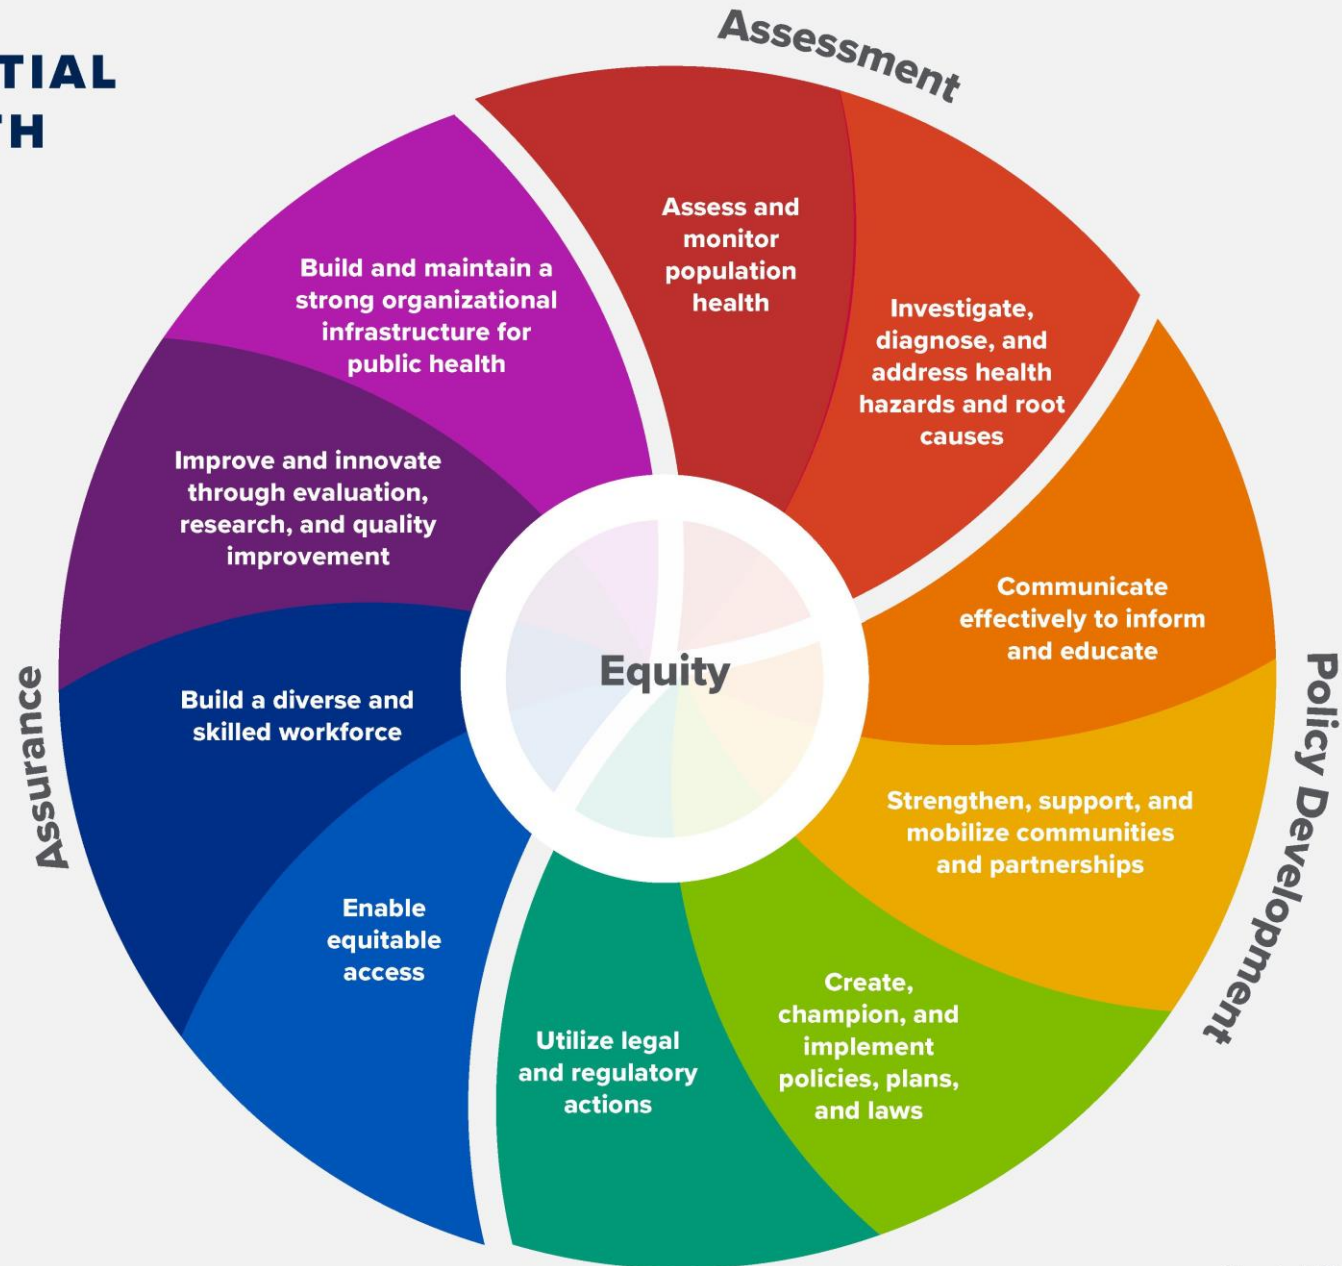 TIAL
TH
Assessment
Assess and
monitor
population
health
Investigate,
diagnose, and
address health
hazards and root
causes
Policy Development
Communicate
effectively to inform
and educate
Strengthen, support, and
mobilize communities
and partnerships
Create,
champion, and
implement
policies, plans,
and laws
Utilize legal
and regulatory
actions
Assurance
Enable
equitable
access
Build a diverse and
skilled workforce
Improve and innovate
through evaluation,
research, and quality
improvement
Build and maintain a
strong organizational
infrastructure for
public health
Equity